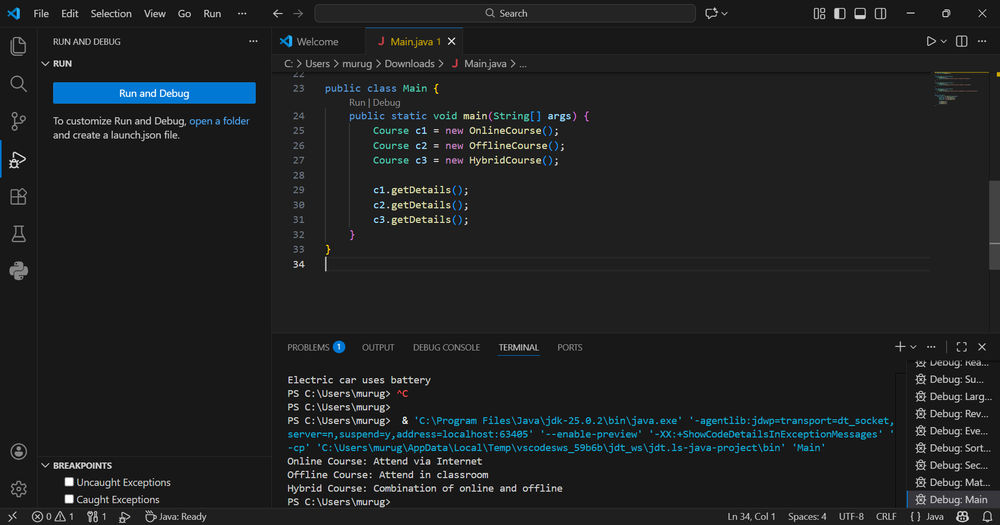 File Edit Selection View Go Run ... Search
RUN AND DEBUG ...
RUN
Run and Debug
To customize Run and Debug, open a folder
and create a launch.json file.
BREAKPOINTS
Uncaught Exceptions
Caught Exceptions
Welcome
Main.java 1
C: > Users > murug > Downloads > Main.java > ...
22
23 public class Main {
Run | Debug
24 public static void main(String[] args) {
25 Course c1 = new OnlineCourse();
26 Course c2 = new OfflineCourse();
27 Course c3 = new HybridCourse();
28
29 c1.getDetails();
30 c2.getDetails();
31 c3.getDetails();
32 }
33 }
34
PROBLEMS 1 OUTPUT DEBUG CONSOLE TERMINAL PORTS
Electric car uses battery
PS C:\Users\murug> ^C
PS C:\Users\murug>
PS C:\Users\murug>  & 'C:\Program Files\Java\jdk-25.0.2\bin\java.exe' '-agentlib:jdwp=transport=dt_socket,
server=n,suspend=y,address=localhost:63405' '--enable-preview' '-XX:+ShowCodeDetailsInExceptionMessages' '
-cp' 'C:\Users\murug\AppData\Local\Temp\vscodesws_59b6b\jdt_ws\jdt.ls-java-project\bin' 'Main'
Online Course: Attend via Internet
Offline Course: Attend in classroom
Hybrid Course: Combination of online and offline
PS C:\Users\murug>
Debug: Rea...
Debug: Su...
Debug: Larg...
Debug: Rev...
Debug: Eve...
Debug: Sort...
Debug: Sec...
Debug: Mat...
Debug: Main
0 1 1 Java: Ready Ln 34, Col 1 Spaces: 4 UTF-8 CRLF { } Java